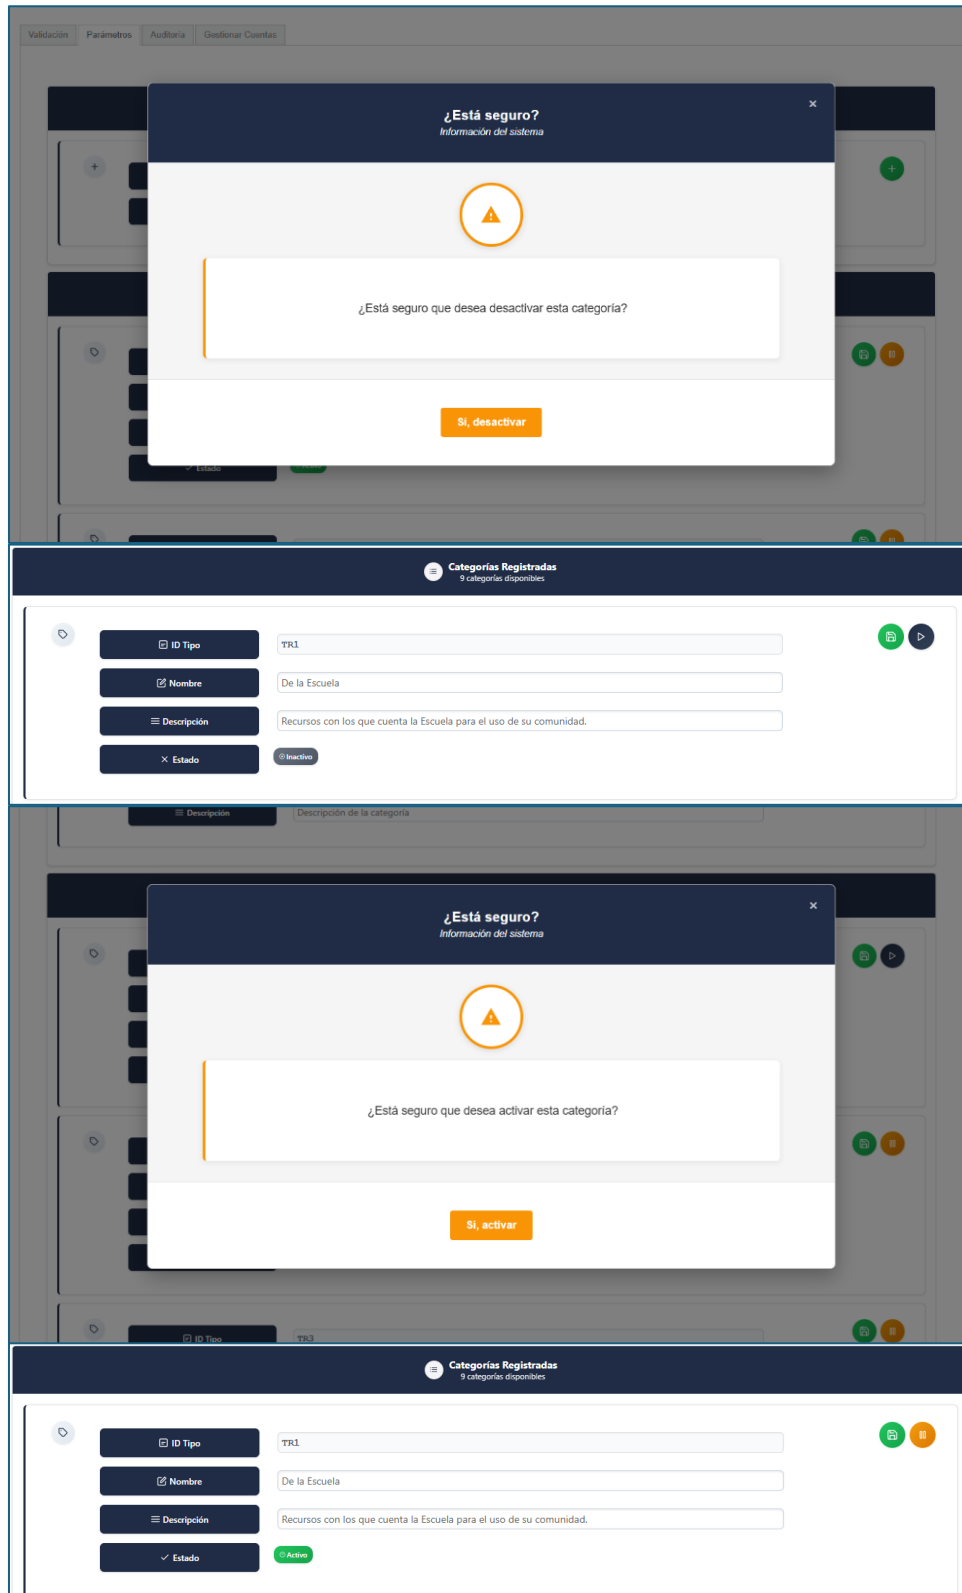 Validación Parámetros Auditoría Gestionar Cuentas
¿Está seguro?
Información del sistema
×
¿Está seguro que desea desactivar esta categoría?
Si, desactivar
Estado
Categorías Registradas
9 categorías disponibles
ID Tipo TR1
Nombre De la Escuela
Descripción Recursos con los que cuenta la Escuela para el uso de su comunidad.
Estado Inactivo
Descripción Descripción de la categoría
¿Está seguro?
Información del sistema
×
¿Está seguro que desea activar esta categoría?
Si, activar
ID Tipo TR3
Categorías Registradas
9 categorías disponibles
ID Tipo TR1
Nombre De la Escuela
Descripción Recursos con los que cuenta la Escuela para el uso de su comunidad.
Estado Activo